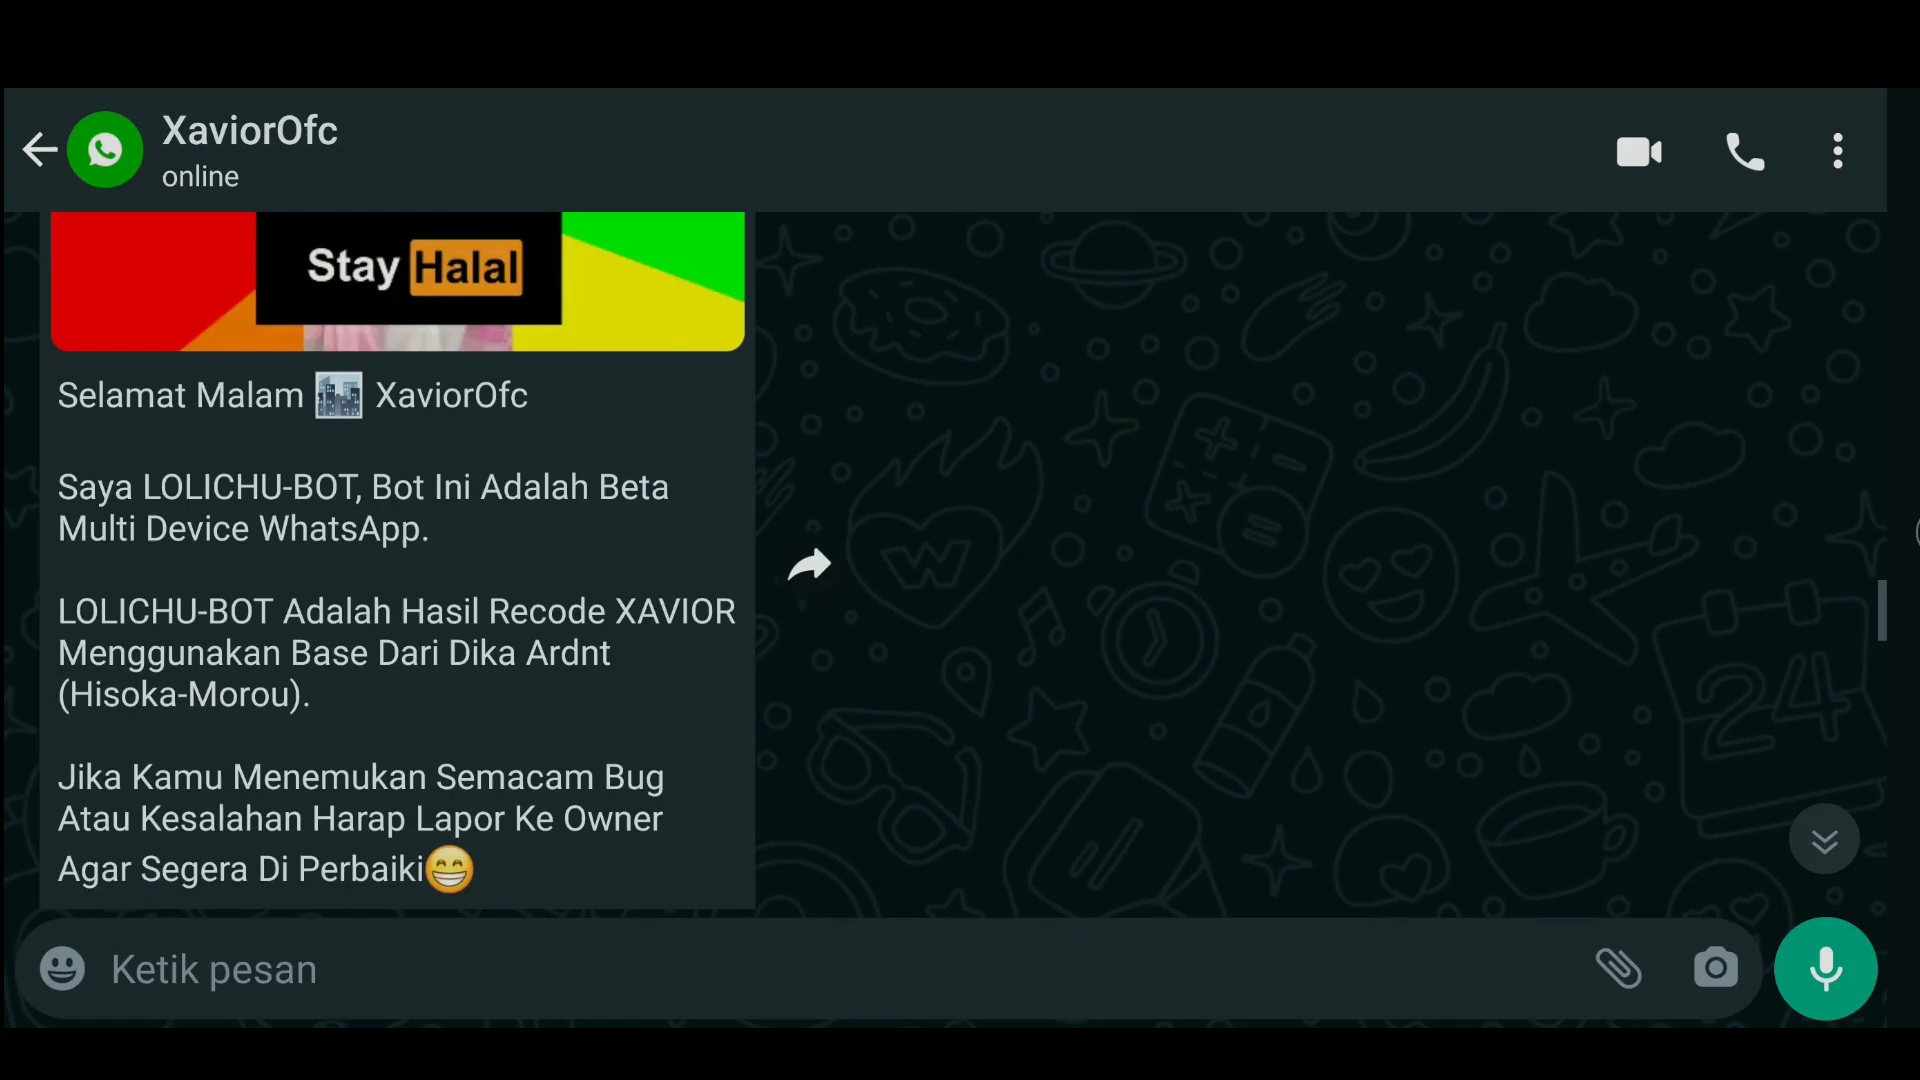 XaviorOfc
online
Stay Halal
Selamat Malam 🏙 XaviorOfc
Saya LOLICHU-BOT, Bot Ini Adalah Beta
Multi Device WhatsApp.
LOLICHU-BOT Adalah Hasil Recode XAVIOR
Menggunakan Base Dari Dika Ardnt
(Hisoka-Morou).
Jika Kamu Menemukan Semacam Bug
Atau Kesalahan Harap Lapor Ke Owner
Agar Segera Di Perbaiki😁
Ketik pesan